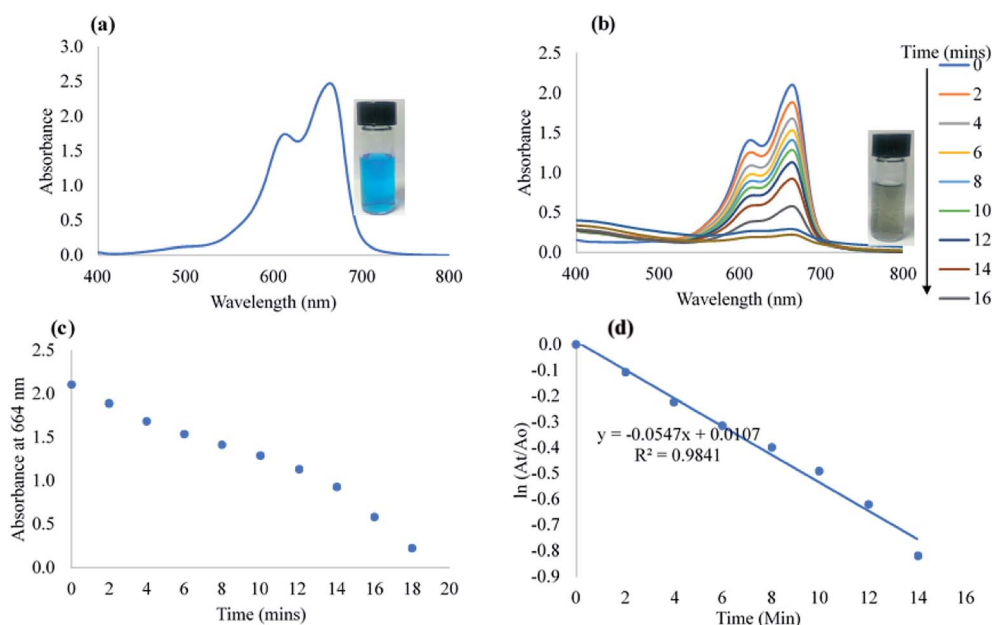 (a)
3.0
2.5
2.0
1.5
1.0
0.5
0.0
Absorbance
400 500 600 700 800
Wavelength (nm)
(b)
2.5
2.0
1.5
1.0
0.5
0.0
Absorbance
400 500 600 700 800
Wavelength (nm)
Time (mins)
0
2
4
6
8
10
12
14
16
(c)
2.5
2.0
1.5
1.0
0.5
0.0
Absorbance at 664 nm
0 2 4 6 8 10 12 14 16 18 20
Time (mins)
(d)
0.0
-0.1
-0.2
-0.3
-0.4
-0.5
-0.6
-0.7
-0.8
-0.9
ln (At/Ao)
y = -0.0547x + 0.0107
R² = 0.9841
0 2 4 6 8 10 12 14 16
Time (Min)